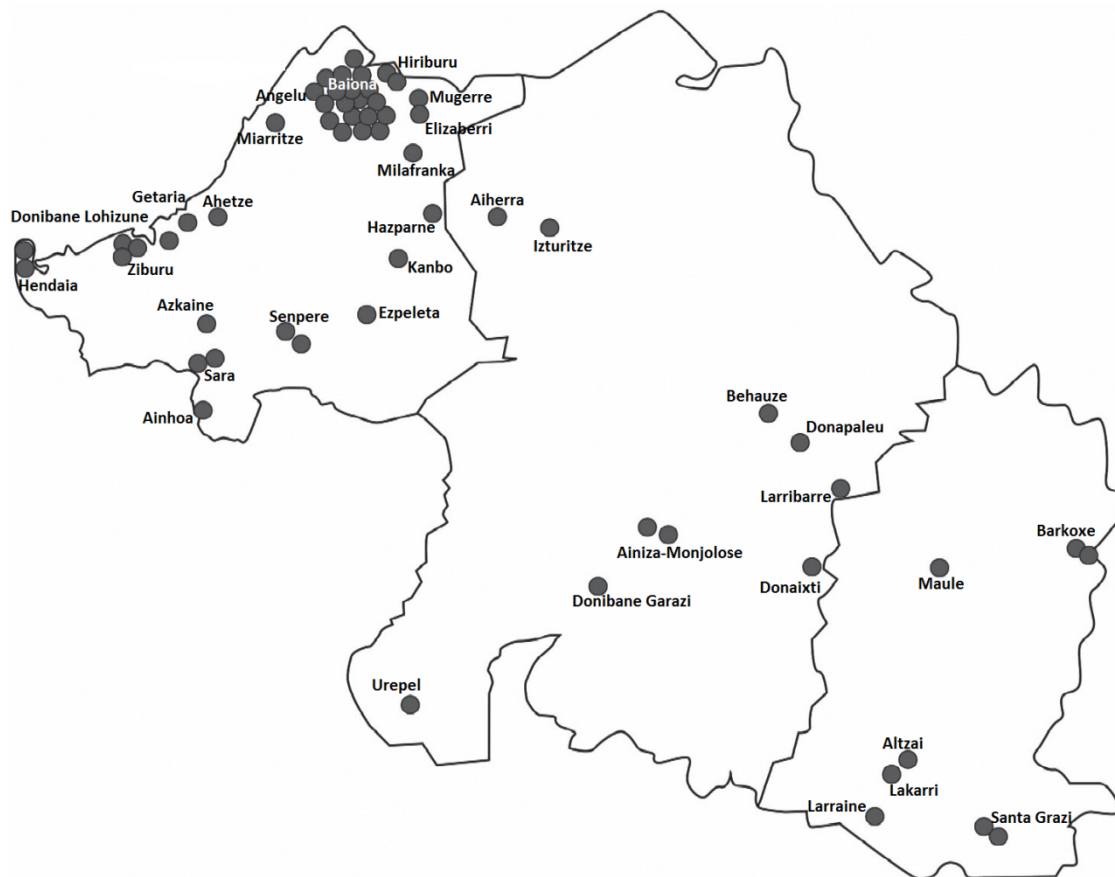 Hiriburu
Baiona
Angelu
Mugerre
Elizaberri
Miarritze
Milafranka
Getaria
Ahetze
Aiherra
Donibane Lohizune
Hazparne
Izturitze
Ziburu
Kanbo
Hendaia
Azkaine
Senpere
Ezpeleta
Sara
Behauze
Ainhoa
Donapaleu
Larribarre
Barkoxe
Ainiza-Monjolose
Donaixti
Maule
Donibane Garazi
Urepel
Altzai
Lakarri
Larraine
Santa Grazi